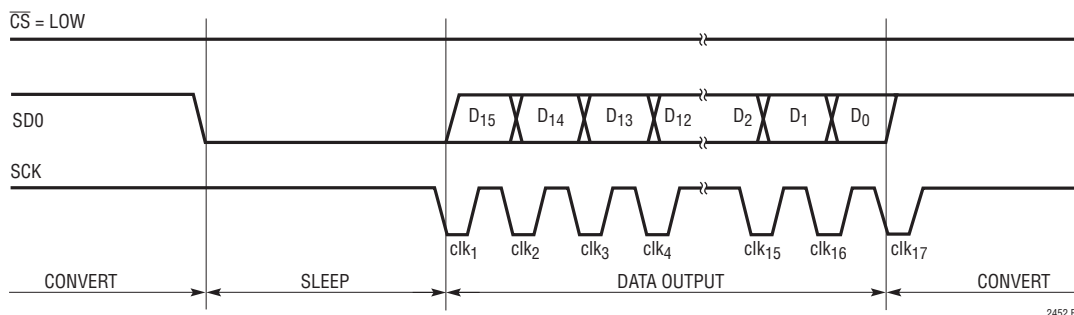 CS = LOW
SD0
D15 D14 D13 D12 D2 D1 D0
SCK
clk1 clk2 clk3 clk4 clk15 clk16 clk17
CONVERT SLEEP DATA OUTPUT CONVERT